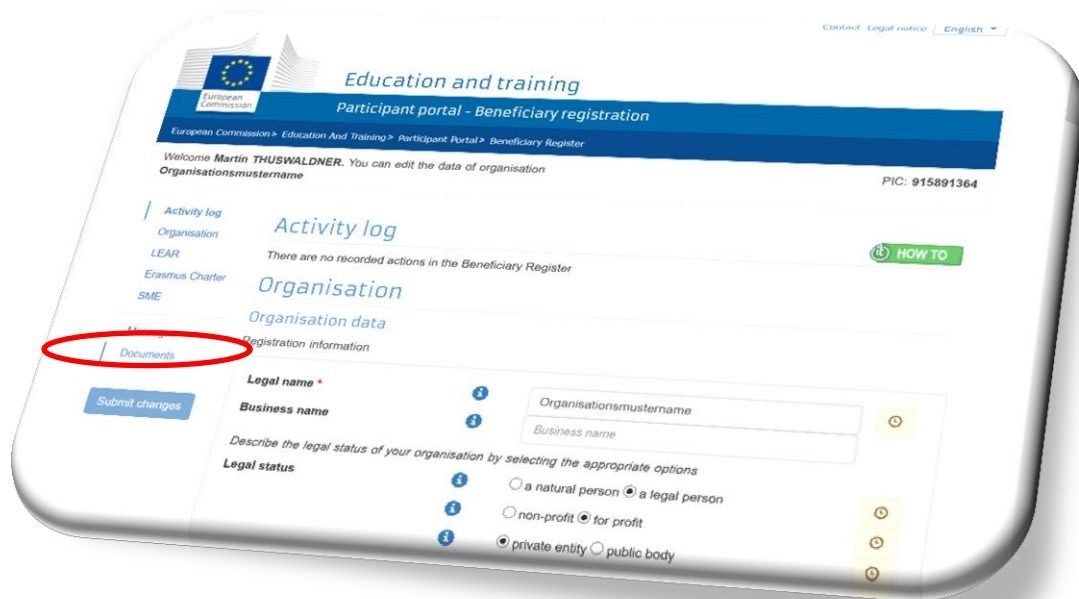 Contact Legal notice English
European
Commission
Education and training
Participant portal - Beneficiary registration
European Commission > Education And Training > Participant Portal > Beneficiary Register
Welcome Martin THUSWALDNER. You can edit the data of organisation
Organisationsmustername
PIC: 915891364
Activity log
Organisation
LEAR
Erasmus Charter
SME
Documents
Submit changes
Activity log
HOW TO
There are no recorded actions in the Beneficiary Register
Organisation
Organisation data
Registration information
Legal name *
Organisationsmustername
Business name
Business name
Describe the legal status of your organisation by selecting the appropriate options
Legal status
a natural person a legal person
non-profit for profit
private entity public body